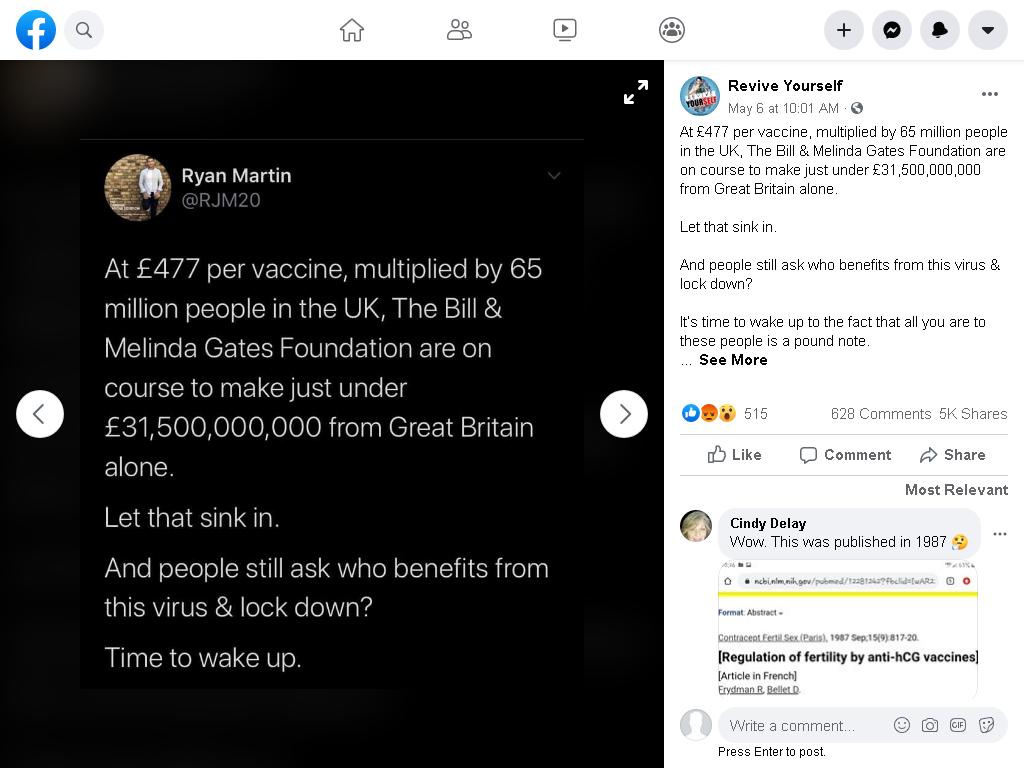 Ryan Martin
@RJM20
At £477 per vaccine, multiplied by 65
million people in the UK, The Bill &
Melinda Gates Foundation are on
course to make just under
£31,500,000,000 from Great Britain
alone.
Let that sink in.
And people still ask who benefits from
this virus & lock down?
Time to wake up.
Revive Yourself
May 6 at 10:01 AM ·
At £477 per vaccine, multiplied by 65 million people
in the UK, The Bill & Melinda Gates Foundation are
on course to make just under £31,500,000,000
from Great Britain alone.
Let that sink in.
And people still ask who benefits from this virus &
lock down?
It's time to wake up to the fact that all you are to
these people is a pound note.
... See More
515
628 Comments 5K Shares
Like
Comment
Share
Most Relevant
Cindy Delay
Wow. This was published in 1987
Format: Abstract
Contracept Fertil Sex (Paris), 1987 Sep;15(9):817-20.
[Regulation of fertility by anti-hCG vaccines]
[Article in French]
Frydman R, Bellet D.
Write a comment...
GIF
Press Enter to post.